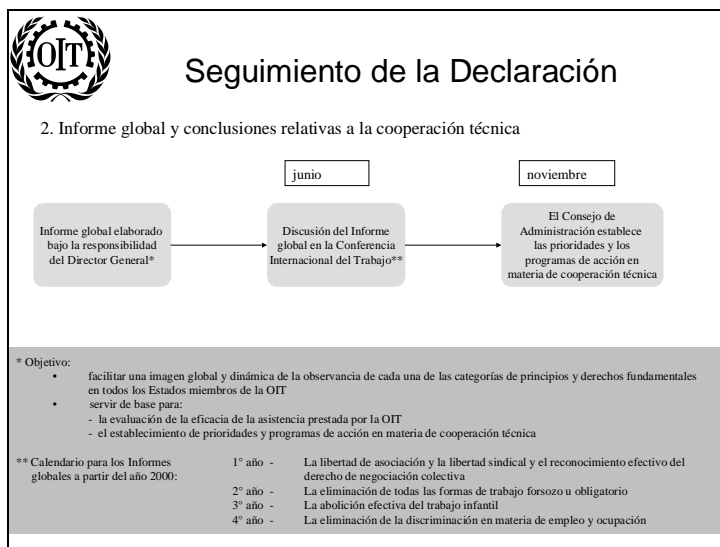 OIT
Seguimiento de la Declaración
2. Informe global y conclusiones relativas a la cooperación técnica
junio
noviembre
Informe global elaborado
bajo la responsibilidad
del Director General*
Discusión del Informe
global en la Conferencia
Internacional del Trabajo**
El Consejo de
Administración establece
las prioridades y los
programas de acción en
materia de cooperación técnica
* Objetivo:
• facilitar una imagen global y dinámica de la observancia de cada una de las categorías de principios y derechos fundamentales
en todos los Estados miembros de la OIT
• servir de base para:
- la evaluación de la eficacia de la asistencia prestada por la OIT
- el establecimiento de prioridades y programas de acción en materia de cooperación técnica
** Calendario para los Informes
globales a partir del año 2000:
1° año - La libertad de asociación y la libertad sindical y el reconocimiento efectivo del
derecho de negociación colectiva
2° año - La eliminación de todas las formas de trabajo forsozo u obligatorio
3° año - La abolición efectiva del trabajo infantil
4° año - La eliminación de la discriminación en materia de empleo y ocupación